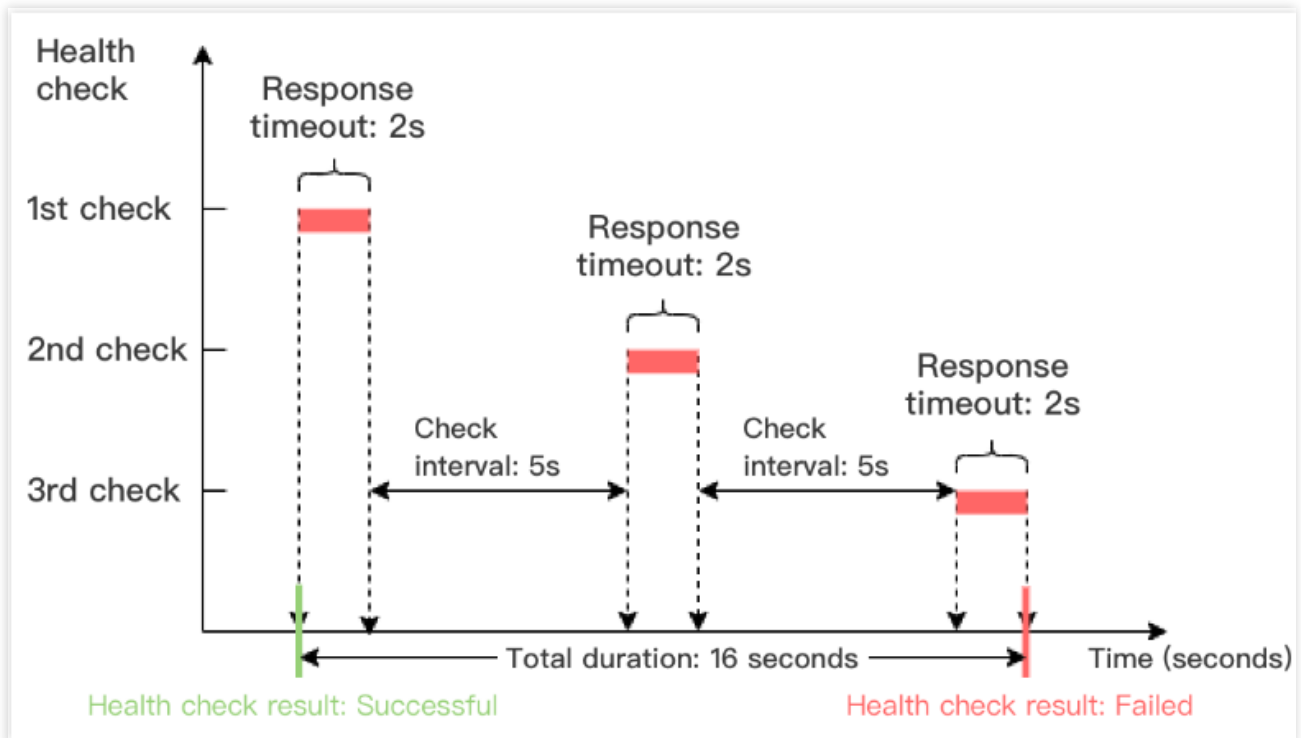 Health
check
Response
timeout: 2s
1st check
Response
timeout: 2s
2nd check
Response
timeout: 2s
Check
interval: 5s
Check
interval: 5s
3rd check
Total duration: 16 seconds
Time (seconds)
Health check result: Successful
Health check result: Failed